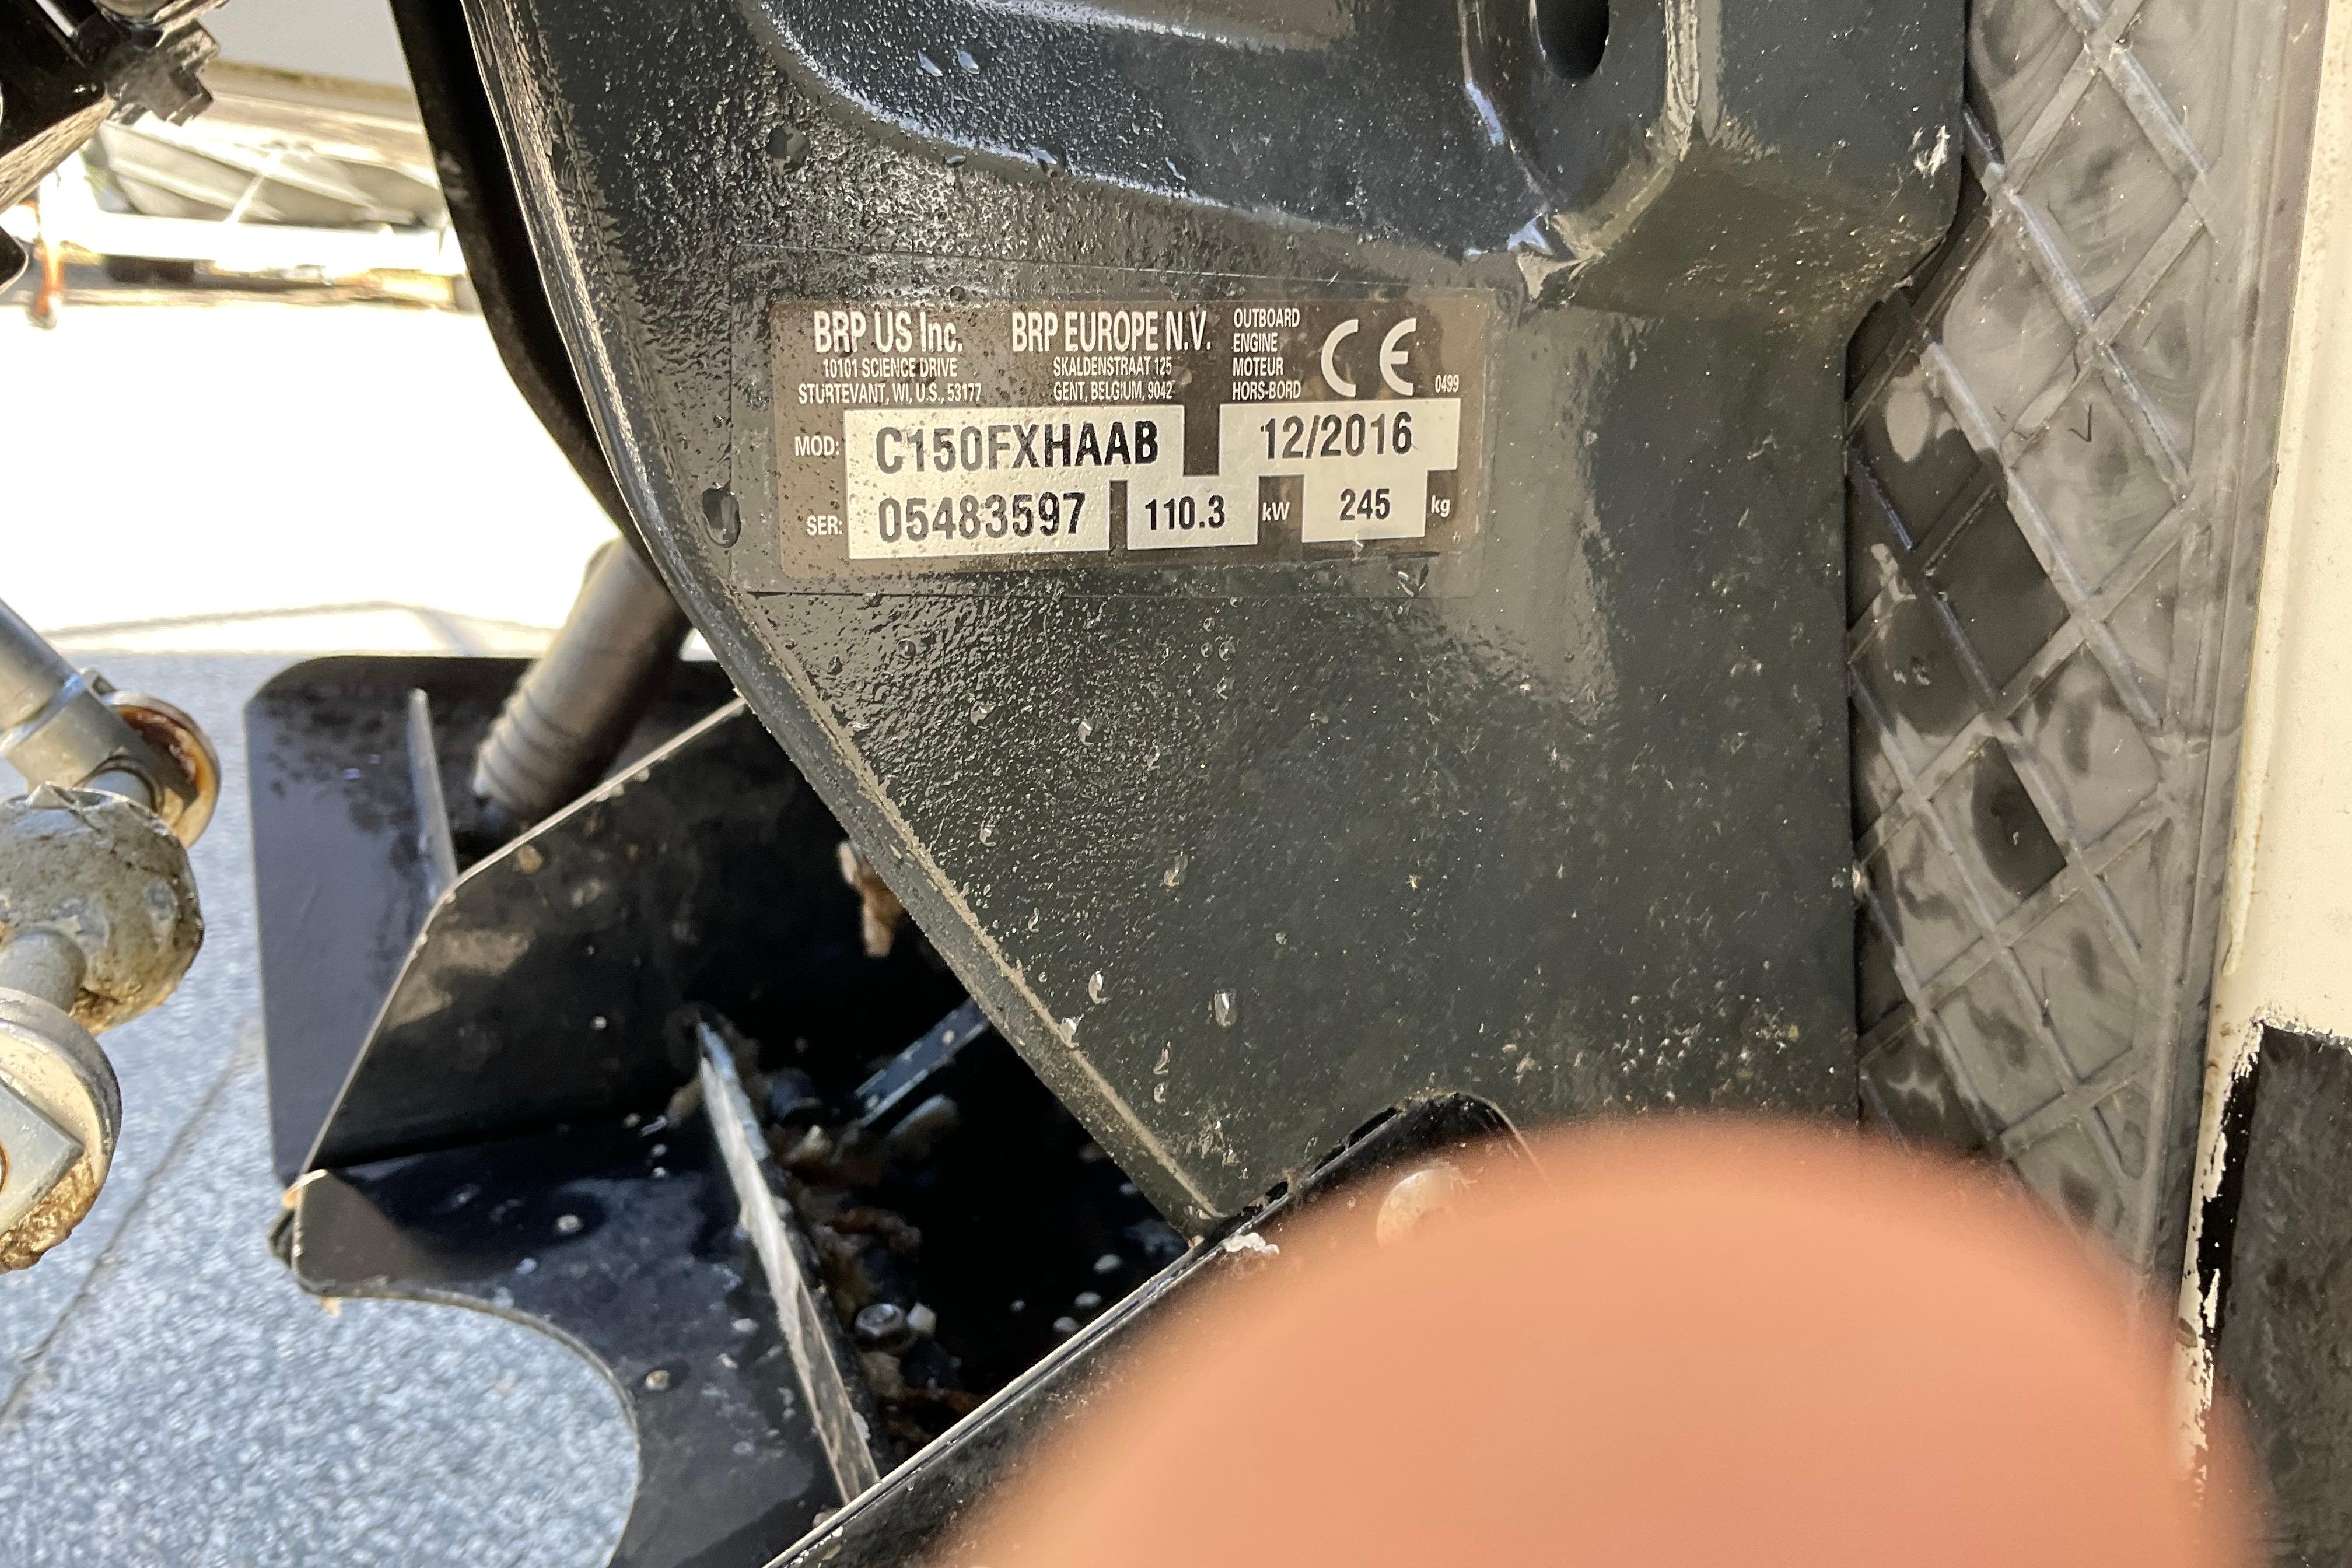 BRP US Inc.
10101 SCIENCE DRIVE
STURTEVANT, WI, U.S., 53177
BRP EUROPE N.V.
SKALDENSTRAAT 125
GENT, BELGIUM, 9042
OUTBOARD
ENGINE
MOTEUR
HORS-BORD
CE
0499
MOD: C150FXHAAB 12/2016
SER: 05483597 110.3 kW 245 kg